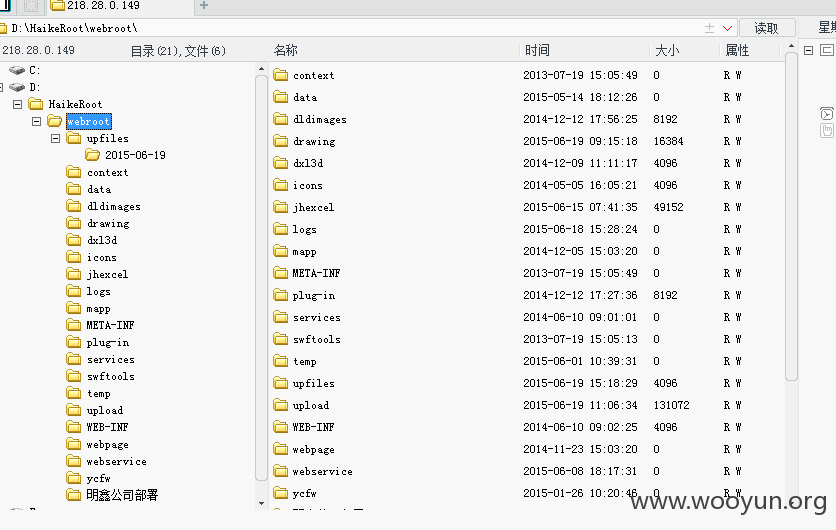 218.28.0.149
D:\HaikeRoot\webroot\ 读取 星期
218.28.0.149 目录(21),文件(6) 名称 时间 大小 属性
C:
D:
HaikeRoot
webroot
upfiles
2015-06-19
context
data
dldimages
drawing
dxl3d
icons
jhexcel
logs
mapp
META-INF
plug-in
services
swftools
temp
upload
WEB-INF
webpage
webservice
ycfw
明鑫公司部署
context 2013-07-19 15:05:49 0 R W
data 2015-05-14 18:12:26 0 R W
dldimages 2014-12-12 17:56:25 8192 R W
drawing 2015-06-19 09:15:18 16384 R W
dxl3d 2014-12-09 11:11:17 4096 R W
icons 2014-05-05 16:05:21 4096 R W
jhexcel 2015-06-15 07:41:35 49152 R W
logs 2015-06-18 15:28:24 0 R W
mapp 2014-12-05 15:03:20 0 R W
META-INF 2013-07-19 15:05:49 0 R W
plug-in 2014-12-12 17:27:36 8192 R W
services 2014-06-10 09:01:01 0 R W
swftools 2013-07-19 15:05:13 0 R W
temp 2015-06-01 10:39:31 0 R W
upfiles 2015-06-19 15:18:29 4096 R W
upload 2015-06-19 11:06:34 131072 R W
WEB-INF 2014-06-10 09:02:25 4096 R W
webpage 2014-11-23 15:03:20 0 R W
webservice 2015-06-08 18:17:31 0 R W
ycfw 2015-01-26 10:20:46 0 R W
www.wooyun.org